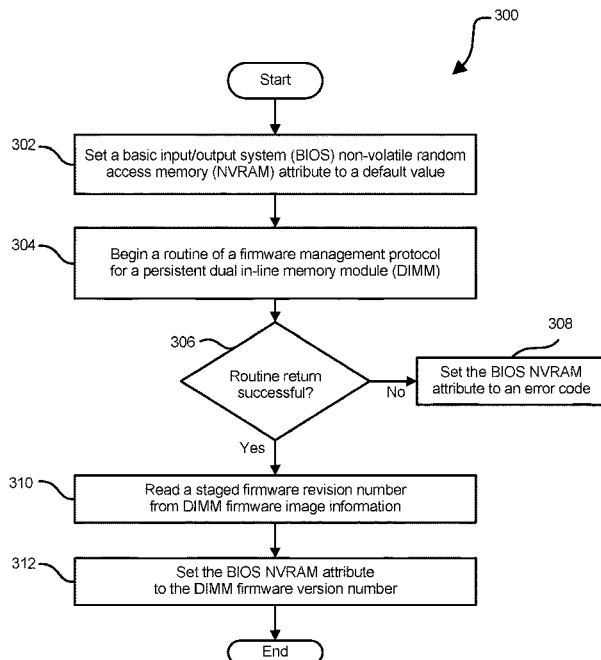 300
Start
302
Set a basic input/output system (BIOS) non-volatile random
access memory (NVRAM) attribute to a default value
304
Begin a routine of a firmware management protocol
for a persistent dual in-line memory module (DIMM)
306
Routine return
successful?
No
308
Set the BIOS NVRAM
attribute to an error code
Yes
310
Read a staged firmware revision number
from DIMM firmware image information
312
Set the BIOS NVRAM attribute
to the DIMM firmware version number
End